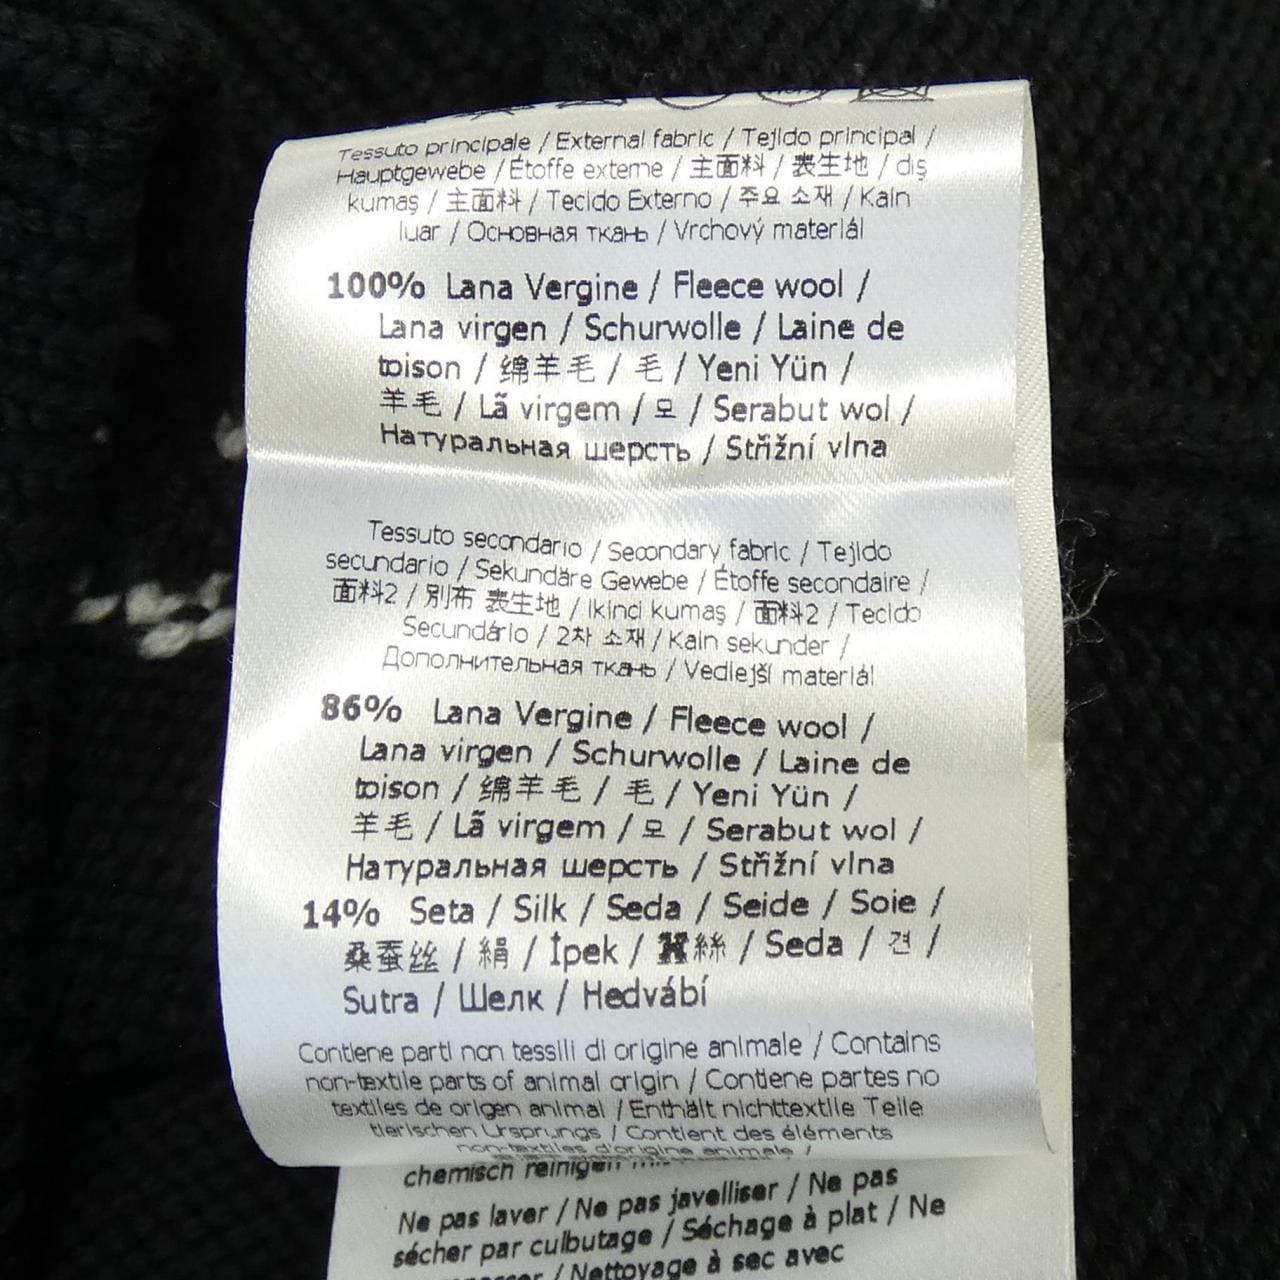 Tessuto principale / External fabric / Tejido principal /
Hauptgewebe / Étoffe externe / 主面料 / 表生地 / dış
kumaş / 主面料 / Tecido Externo / 주요 소재 / Kain
luar / Основная ткань / Vrchový materiál
100% Lana Vergine / Fleece wool /
Lana virgen / Schurwolle / Laine de
toison / 绵羊毛 / 毛 / Yeni Yün /
羊毛 / Lã virgem / 모 / Serabut wol /
Натуральная шерсть / Střižní vlna
Tessuto secondario / Secondary fabric / Tejido
secundario / Sekundäre Gewebe / Étoffe secondaire /
面料2 / 別布 表生地 / Ikinci kumaş / 面料2 / Tecido
Secundário / 2차 소재 / Kain sekunder /
Дополнительная ткань / Vedlejší materiál
86% Lana Vergine / Fleece wool /
Lana virgen / Schurwolle / Laine de
toison / 绵羊毛 / 毛 / Yeni Yün /
羊毛 / Lã virgem / 모 / Serabut wol /
Натуральная шерсть / Střižní vlna
14% Seta / Silk / Seda / Seide / Soie /
桑蚕丝 / 絹 / İpek / 蠶絲 / Seda / 견 /
Sutra / Шелк / Hedvábí
Contiene parti non tessili di origine animale / Contains
non-textile parts of animal origin / Contiene partes no
textiles de origen animal / Enthält nichttextile Teile
tierischen Ursprungs / Contient des éléments
non-textiles d'origine animale /
chemisch reinigen
Ne pas laver / Ne pas javelliser / Ne pas
sécher par culbutage / Séchage à plat / Ne
/ Nettoyage à sec avec